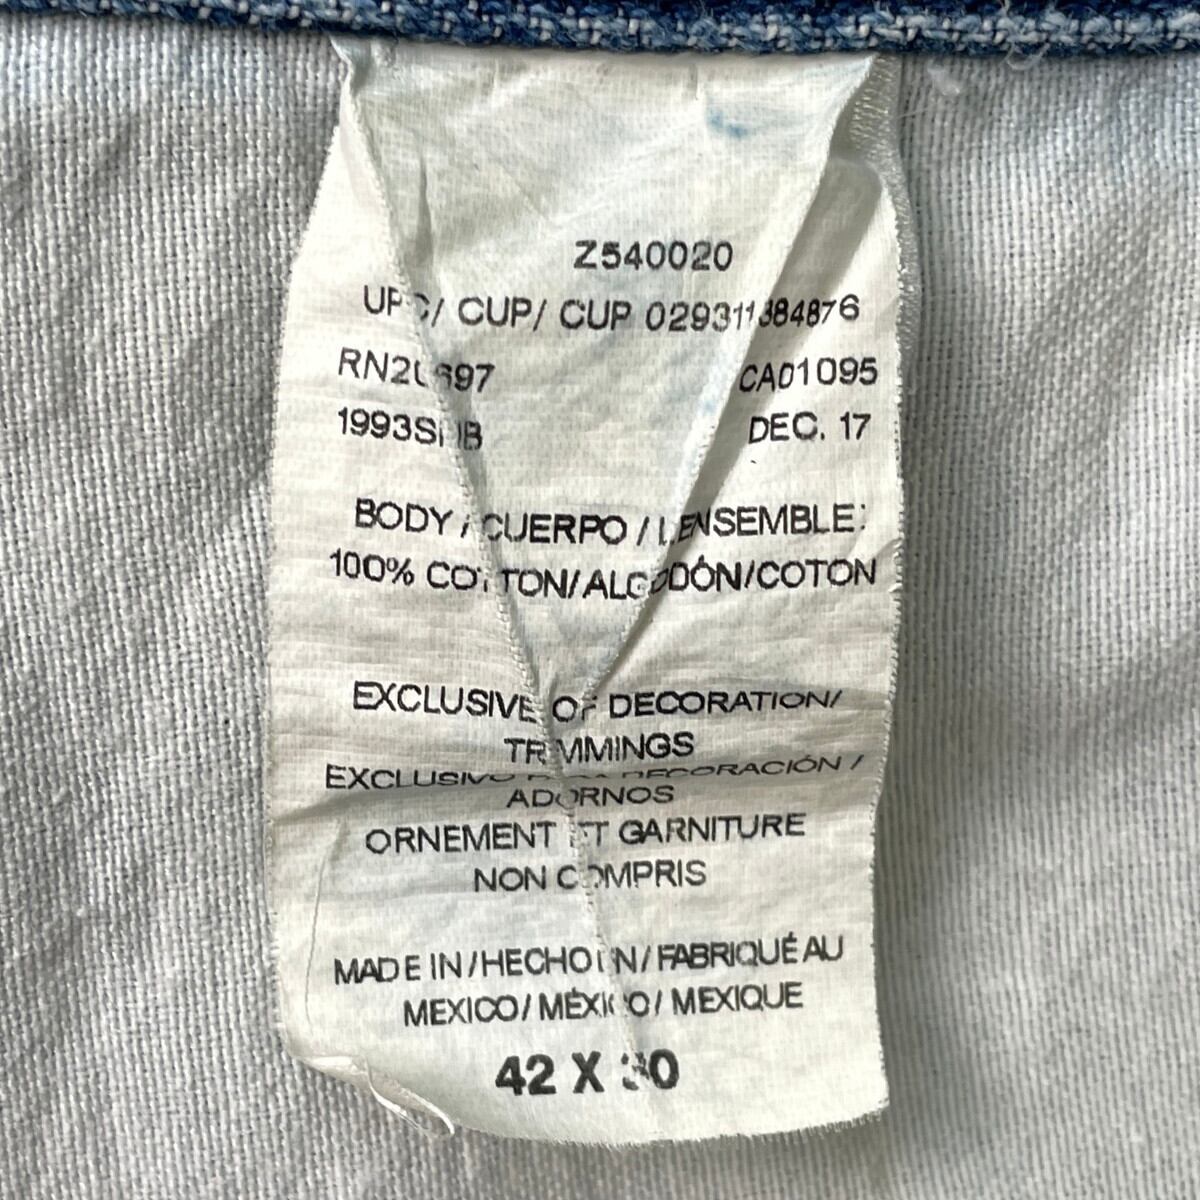 Z540020
UPC/ CUP/ CUP 029311384876
RN20697 CA01095
DEC. 17
BODY / CUERPO / L'ENSEMBLE:
100% COTTON/ALGODÓN/COTON
EXCLUSIVE OF DECORATION/
TRIMMINGS
EXCLUSIVO DE LA DECORACIÓN /
ADORNOS
ORNEMENT ET GARNITURE
NON COMPRIS
MADE IN/HECHO EN/FABRIQUÉ AU
MEXICO/MÉXICO/MEXIQUE
42 X 30